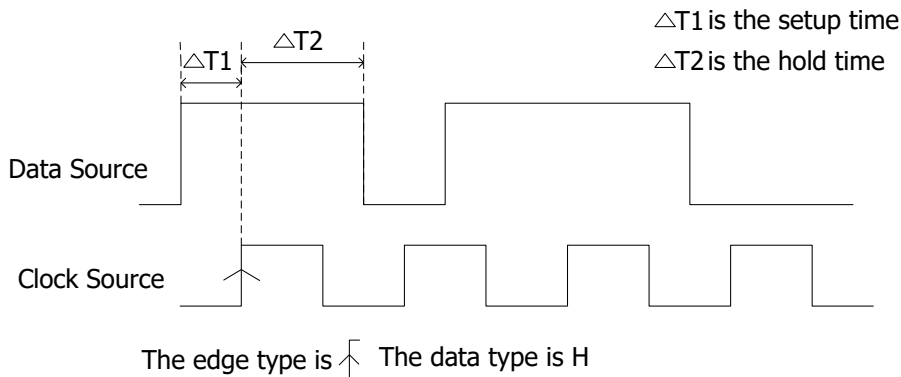 △T1 is the setup time
△T2 is the hold time
△T1
△T2
Data Source
Clock Source
The edge type is The data type is H